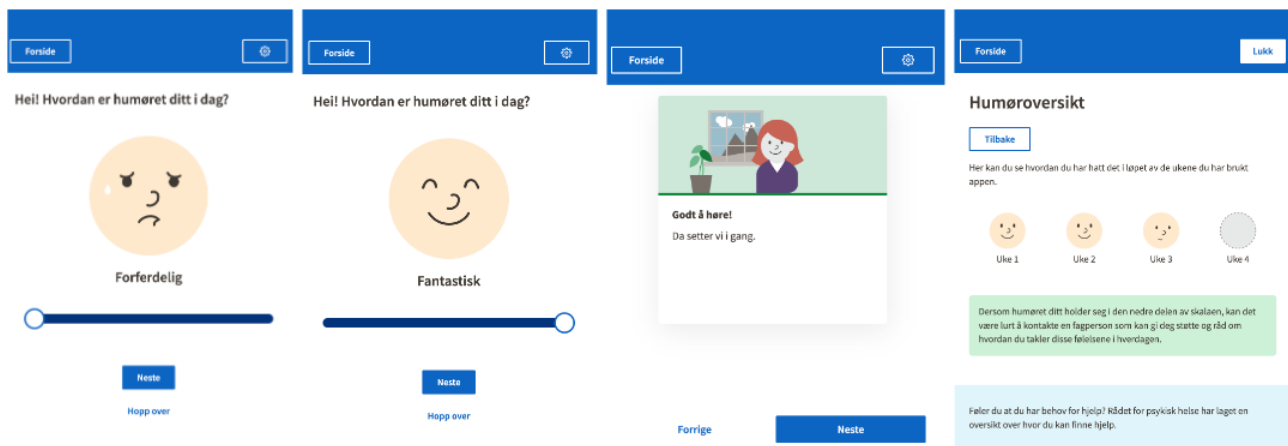 Forside
Hei! Hvordan er humøret ditt i dag?
Forferdelig
Neste
Hopp over
Forside
Hei! Hvordan er humøret ditt i dag?
Fantastisk
Neste
Hopp over
Forside
Godt å høre!
Da setter vi i gang.
Forrige
Neste
Forside
Lukk
Humøroversikt
Tilbake
Her kan du se hvordan du har hatt det i løpet av de ukene du har brukt
appen.
Uke 1
Uke 2
Uke 3
Uke 4
Dersom humøret ditt holder seg i den nedre delen av skalaen, kan det
være lurt å kontakte en fagperson som kan gi deg støtte og råd om
hvordan du takler disse følelsene i hverdagen.
Føler du at du har behov for hjelp? Rådet for psykisk helse har laget en
oversikt over hvor du kan finne hjelp.